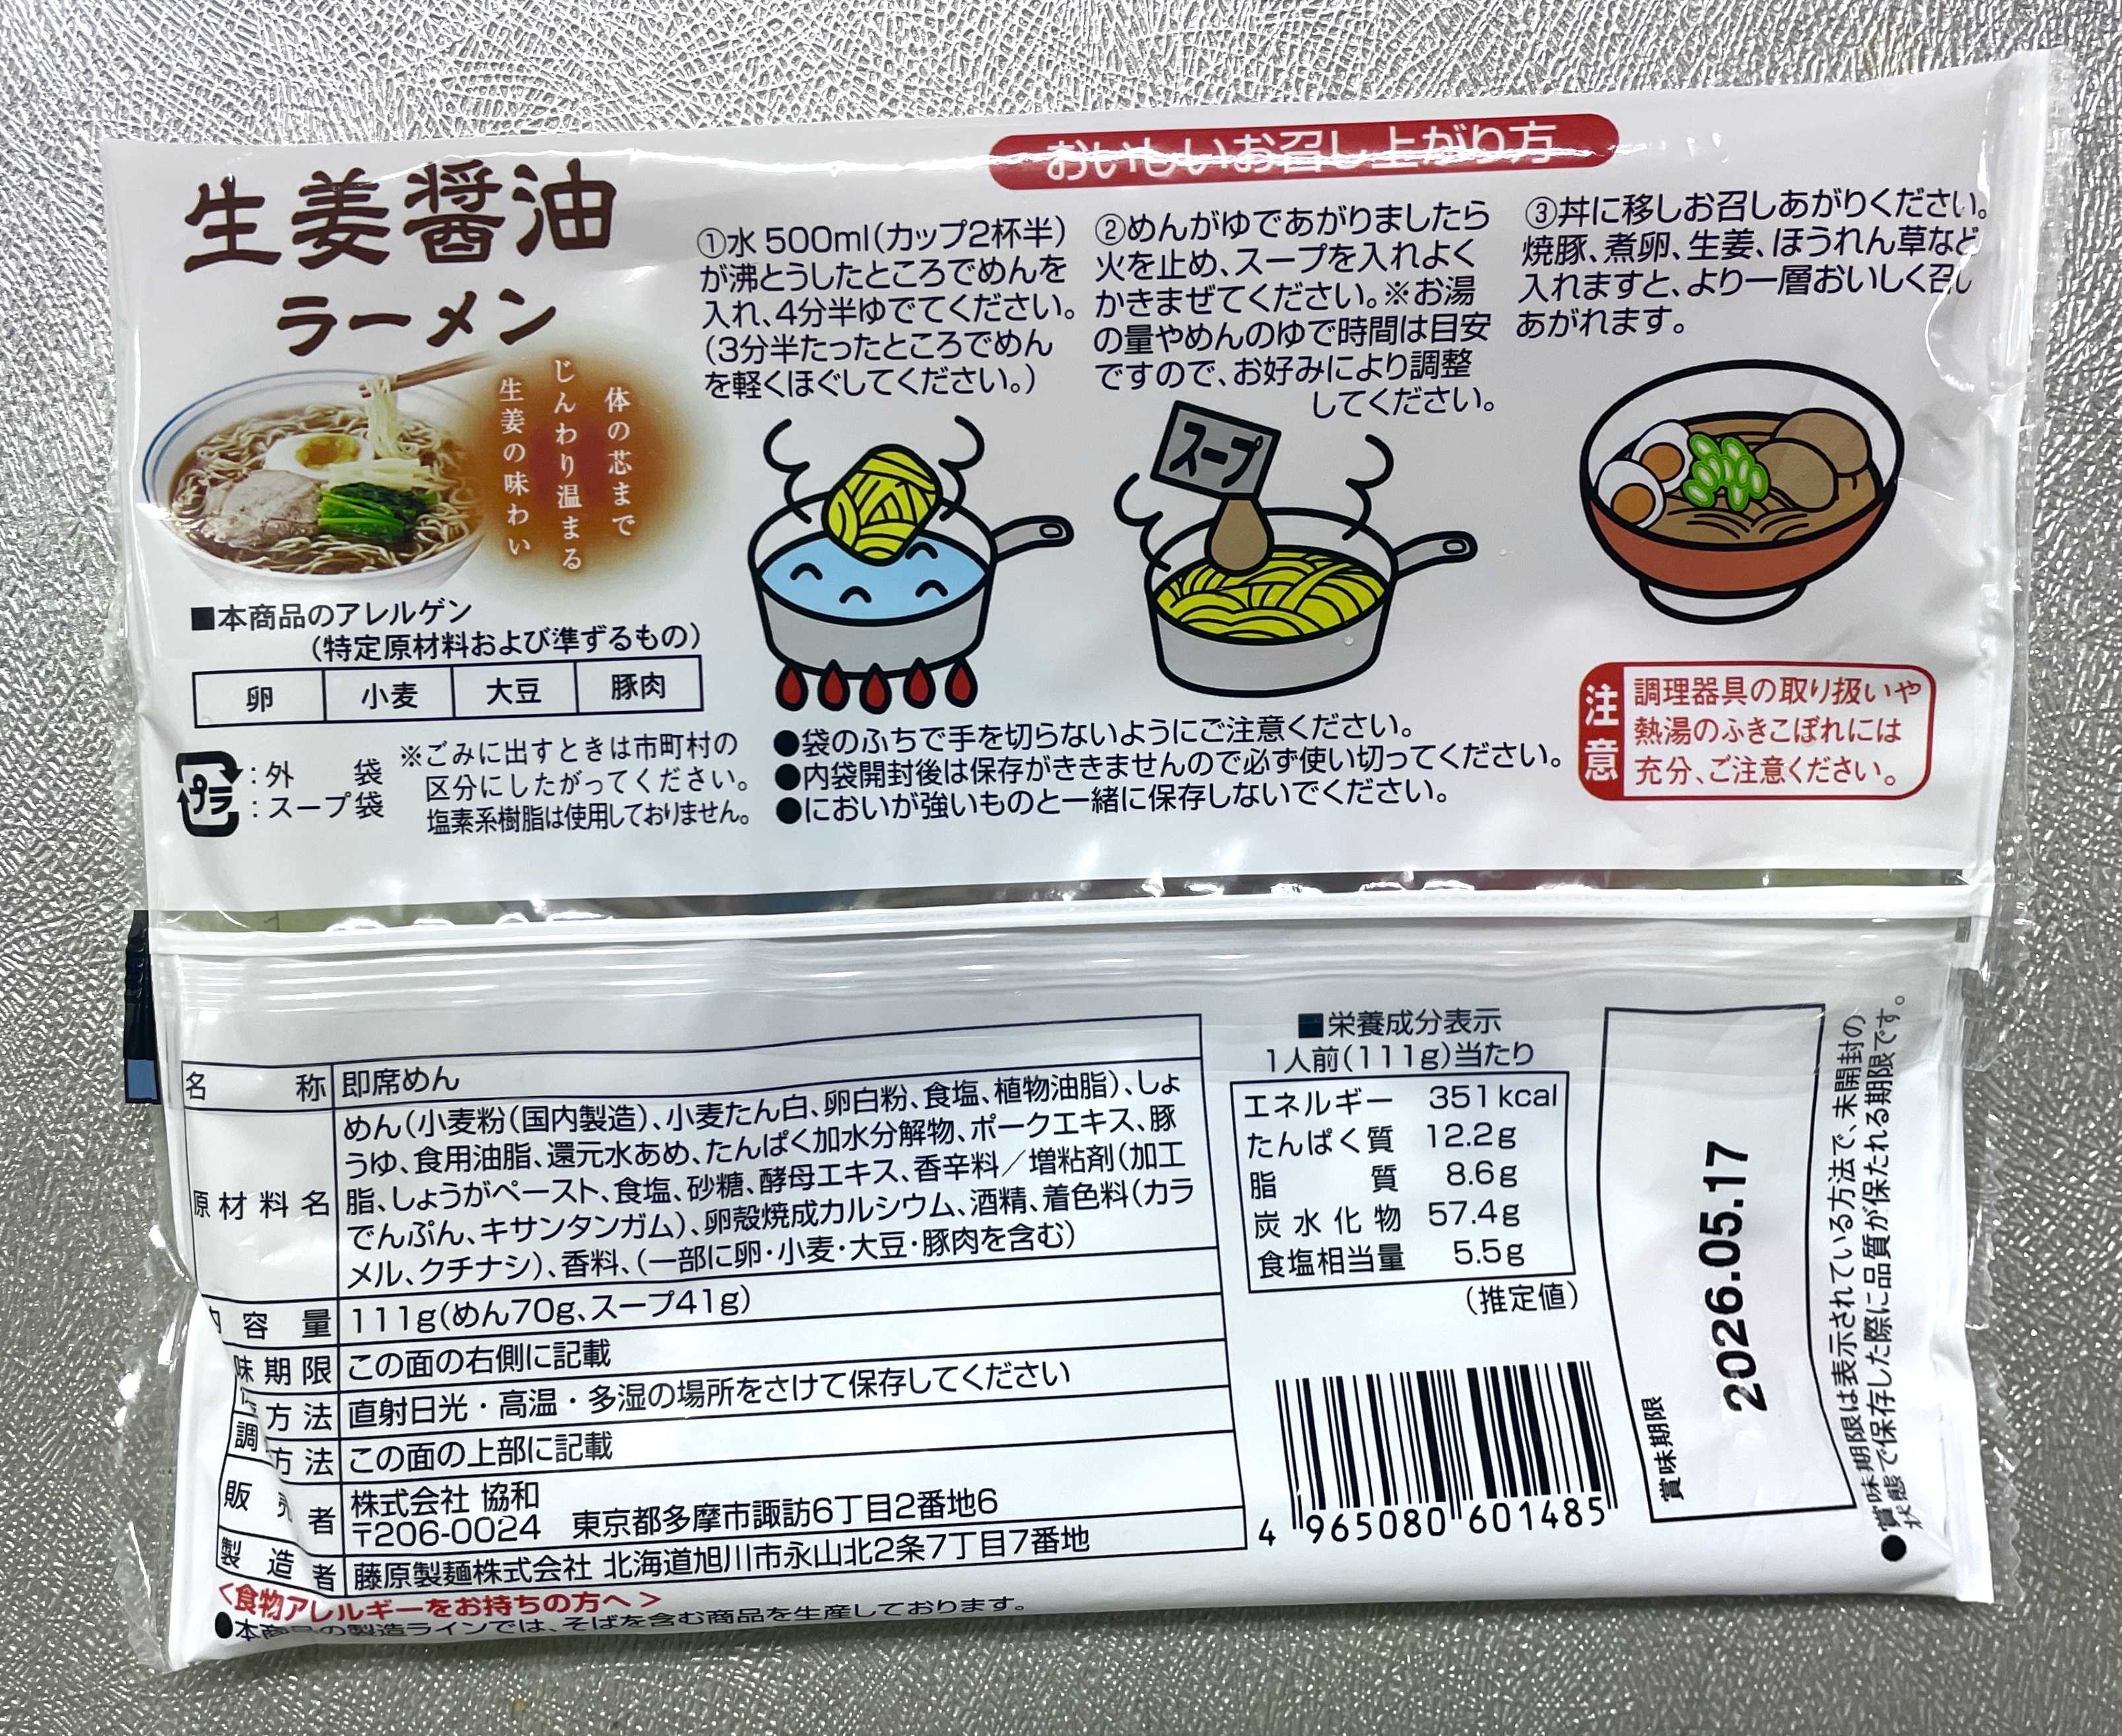 生姜醤油
ラーメン
体の芯まで
じんわり温まる
生姜の味わい
おいしいお召し上がり方
①水 500ml(カップ2杯半)
が沸とうしたところでめんを
入れ、4分半ゆでてください。
(3分半たったところでめん
を軽くほぐしてください。)
②めんがゆであがりましたら
火を止め、スープを入れよく
かきまぜてください。※お湯
の量やめんのゆで時間は目安
ですので、お好みにより調整
してください。
スープ
③丼に移しお召しあがりください。
焼豚、煮卵、生姜、ほうれん草など
入れますと、より一層おいしく召し
あがれます。
■本商品のアレルゲン
(特定原材料および準ずるもの)
卵 小麦 大豆 豚肉
プラ
:外 袋
:スープ袋
※ごみに出すときは市町村の
区分にしたがってください。
塩素系樹脂は使用しておりません。
●袋のふちで手を切らないようにご注意ください。
●内袋開封後は保存がききませんので必ず使い切ってください。
●においが強いものと一緒に保存しないでください。
注意
調理器具の取り扱いや
熱湯のふきこぼれには
充分、ご注意ください。
名称 即席めん
原材料名 めん(小麦粉(国内製造)、小麦たん白、卵白粉、食塩、植物油脂)、しょ
うゆ、食用油脂、還元水あめ、たんぱく加水分解物、ポークエキス、豚
脂、しょうがペースト、食塩、砂糖、酵母エキス、香辛料/増粘剤(加工
でんぷん、キサンタンガム)、卵殻焼成カルシウム、酒精、着色料(カラ
メル、クチナシ)、香料、(一部に卵・小麦・大豆・豚肉を含む)
容量 111g(めん70g、スープ41g)
味期限 この面の右側に記載
方法 直射日光・高温・多湿の場所をさけて保存してください
調 方法 この面の上部に記載
販売者 株式会社 協和
〒206-0024 東京都多摩市諏訪6丁目2番地6
製造者 藤原製麺株式会社 北海道旭川市永山北2条7丁目7番地
<食物アレルギーをお持ちの方へ>
●本商品の製造ラインでは、そばを含む商品を生産しております。
■栄養成分表示
1人前(111g)当たり
エネルギー 351kcal
たんぱく質 12.2g
脂質 8.6g
炭水化物 57.4g
食塩相当量 5.5g
(推定値)
4 965080 601485
賞味期限
2026.05.17
●賞味期限は表示されている方法で、未開封の
状態で保存した際に品質が保たれる期限です。